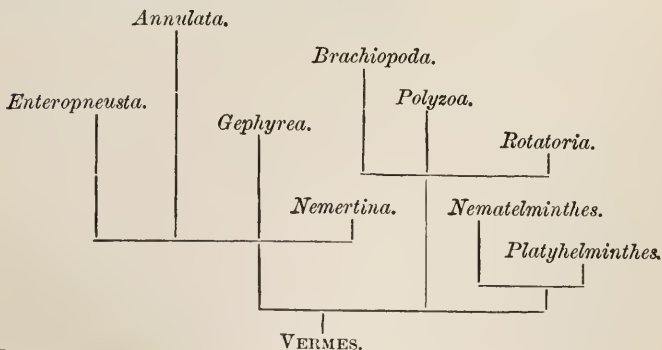 Annulata.
Brachiopoda.
Enteropneusta.
Polyzoa.
Gephyrea.
Rotatoria.
Nemertina.
Nematelminthes.
Platyhelminthes.
VERMES.